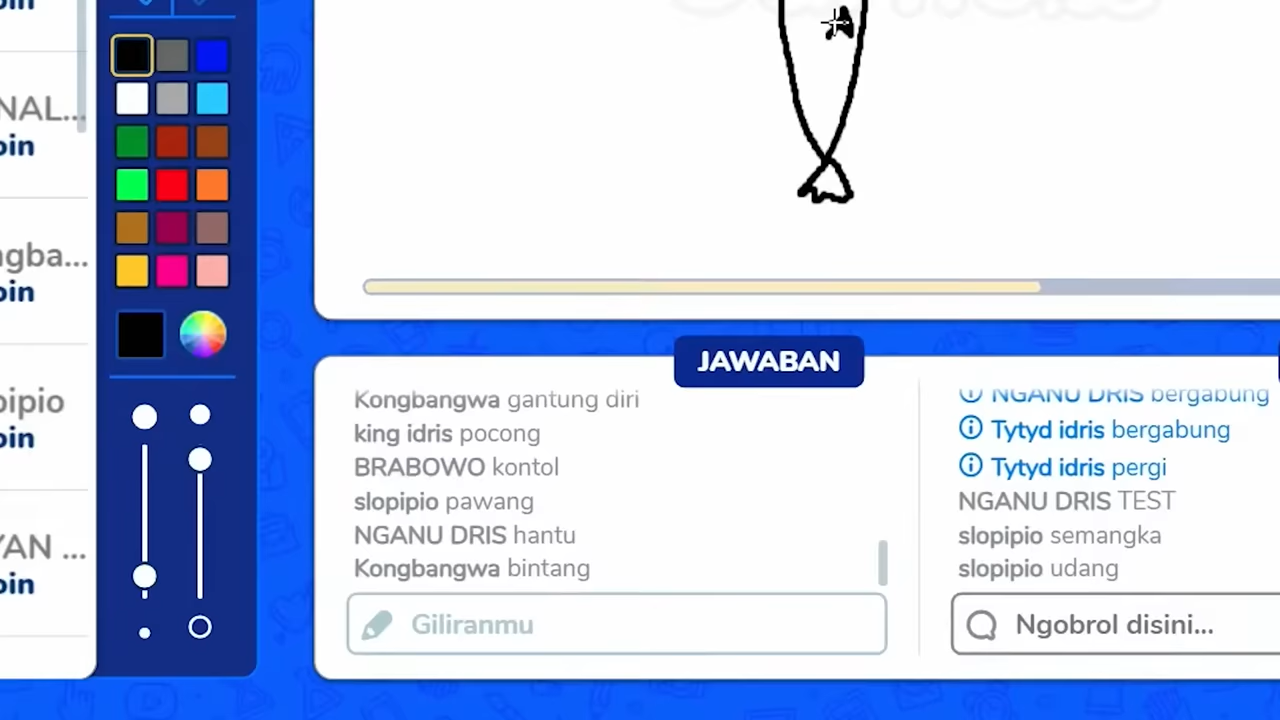 oin
NAL...
oin
gba...
oin
pipio
oin
YAN ...
oin
JAWABAN
Kongbangwa gantung diri
king idris pocong
BRABOWO kontol
slopipio pawang
NGANU DRIS hantu
Kongbangwa bintang
Giliranmu
NGANU DRIS bergabung
Tytyd idris bergabung
Tytyd idris pergi
NGANU DRIS TEST
slopipio semangka
slopipio udang
Ngobrol disini...